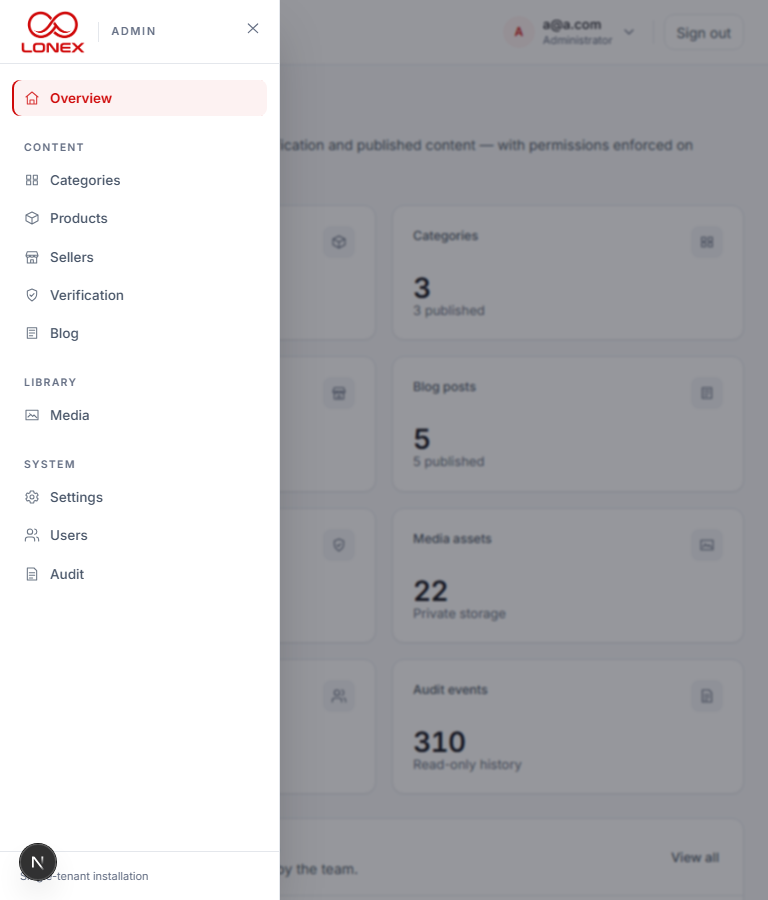 LONEX
ADMIN
Overview
CONTENT
Categories
Products
Sellers
Verification
Blog
LIBRARY
Media
SYSTEM
Settings
Users
Audit
N
-tenant installation
A
a@a.com
Administrator
Sign out
and published content — with permissions enforced on
Categories
3
3 published
Blog posts
5
5 published
Media assets
22
Private storage
Audit events
310
Read-only history
View all
by the team.